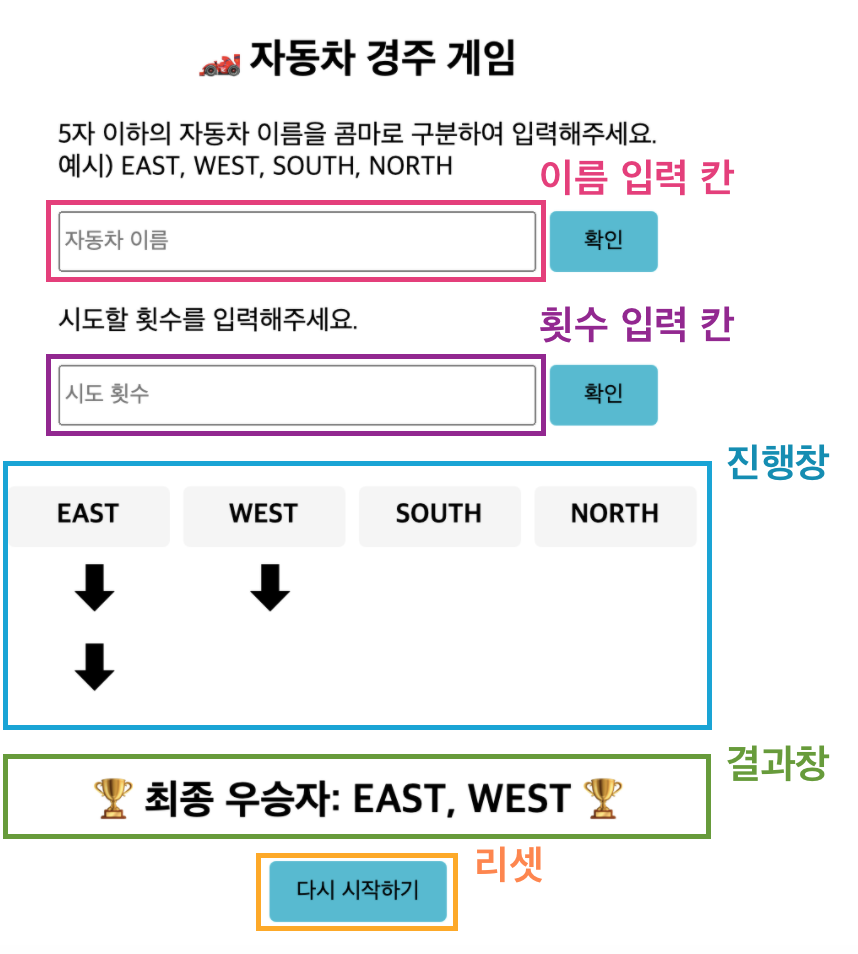 자동차 경주 게임
5자 이하의 자동차 이름을 콤마로 구분하여 입력해주세요.
예시) EAST, WEST, SOUTH, NORTH
이름 입력 칸
자동차 이름
확인
시도할 횟수를 입력해주세요.
횟수 입력 칸
시도 횟수
확인
진행창
EAST WEST SOUTH NORTH
결과창
최종 우승자: EAST, WEST
리셋
다시 시작하기